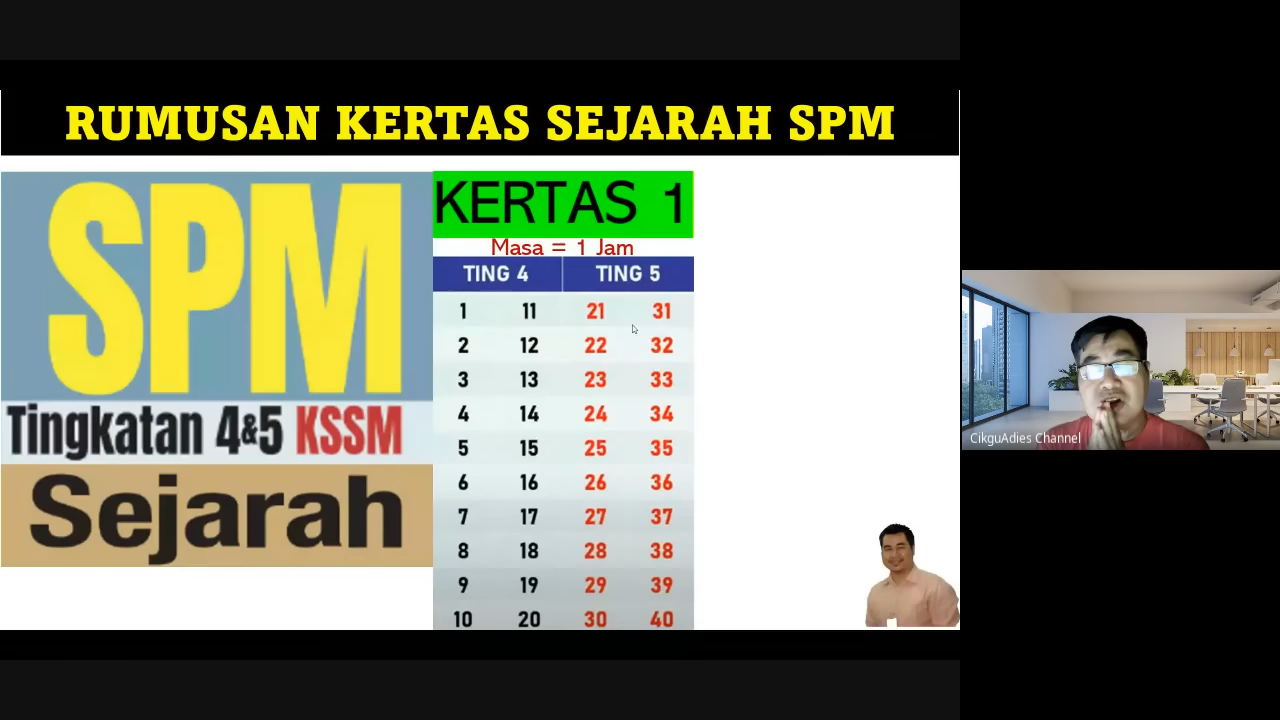 RUMUSAN KERTAS SEJARAH SPM
SPM
Tingkatan 4&5 KSSM
Sejarah
KERTAS 1
Masa = 1 Jam
TING 4 TING 5
1 11 21 31
2 12 22 32
3 13 23 33
4 14 24 34
5 15 25 35
6 16 26 36
7 17 27 37
8 18 28 38
9 19 29 39
10 20 30 40
CikguAdies Channel